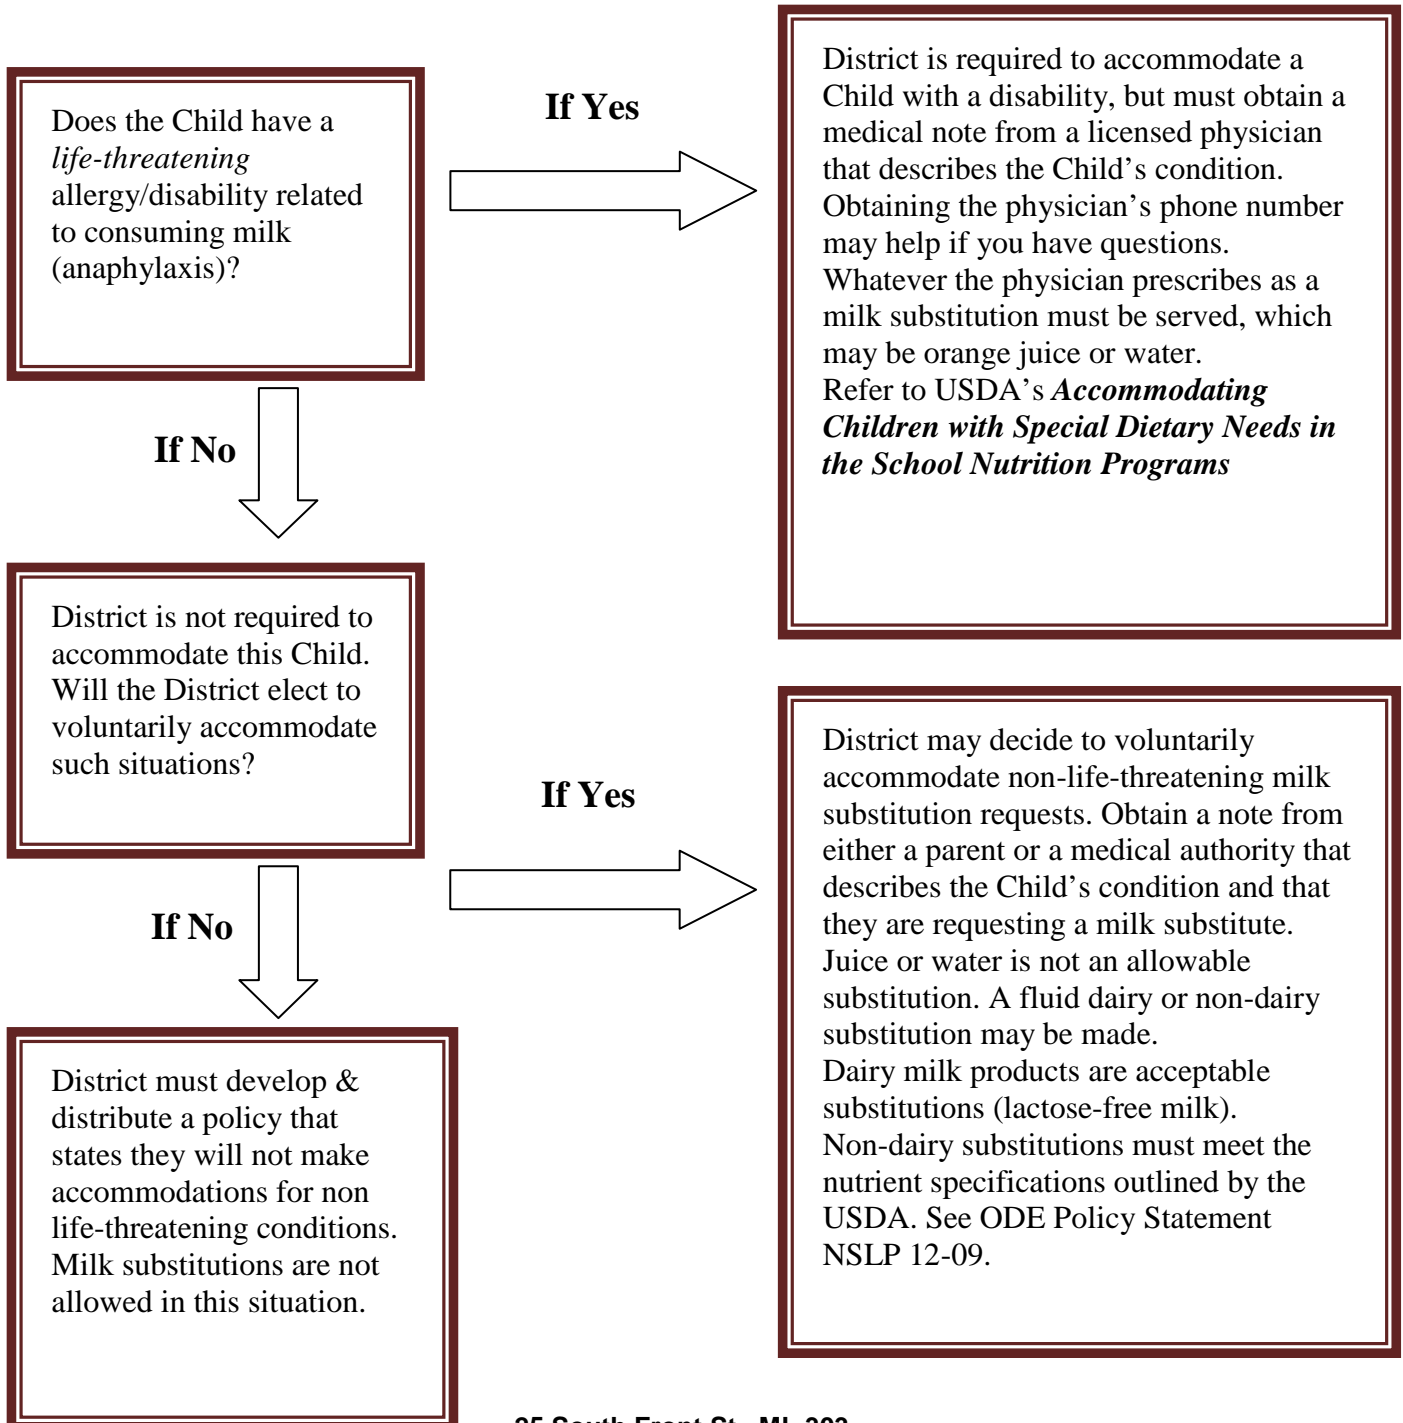 Does the Child have a
life-threatening
allergy/disability related
to consuming milk
(anaphylaxis)?
If Yes
District is required to accommodate a
Child with a disability, but must obtain a
medical note from a licensed physician
that describes the Child's condition.
Obtaining the physician's phone number
may help if you have questions.
Whatever the physician prescribes as a
milk substitution must be served, which
may be orange juice or water.
Refer to USDA's Accommodating
Children with Special Dietary Needs in
the School Nutrition Programs
If No
District is not required to
accommodate this Child.
Will the District elect to
voluntarily accommodate
such situations?
If Yes
District may decide to voluntarily
accommodate non-life-threatening milk
substitution requests. Obtain a note from
either a parent or a medical authority that
describes the Child's condition and that
they are requesting a milk substitute.
Juice or water is not an allowable
substitution. A fluid dairy or non-dairy
substitution may be made.
Dairy milk products are acceptable
substitutions (lactose-free milk).
Non-dairy substitutions must meet the
nutrient specifications outlined by the
USDA. See ODE Policy Statement
NSLP 12-09.
If No
District must develop &
distribute a policy that
states they will not make
accommodations for non
life-threatening conditions.
Milk substitutions are not
allowed in this situation.
25 South Front St., ML 303